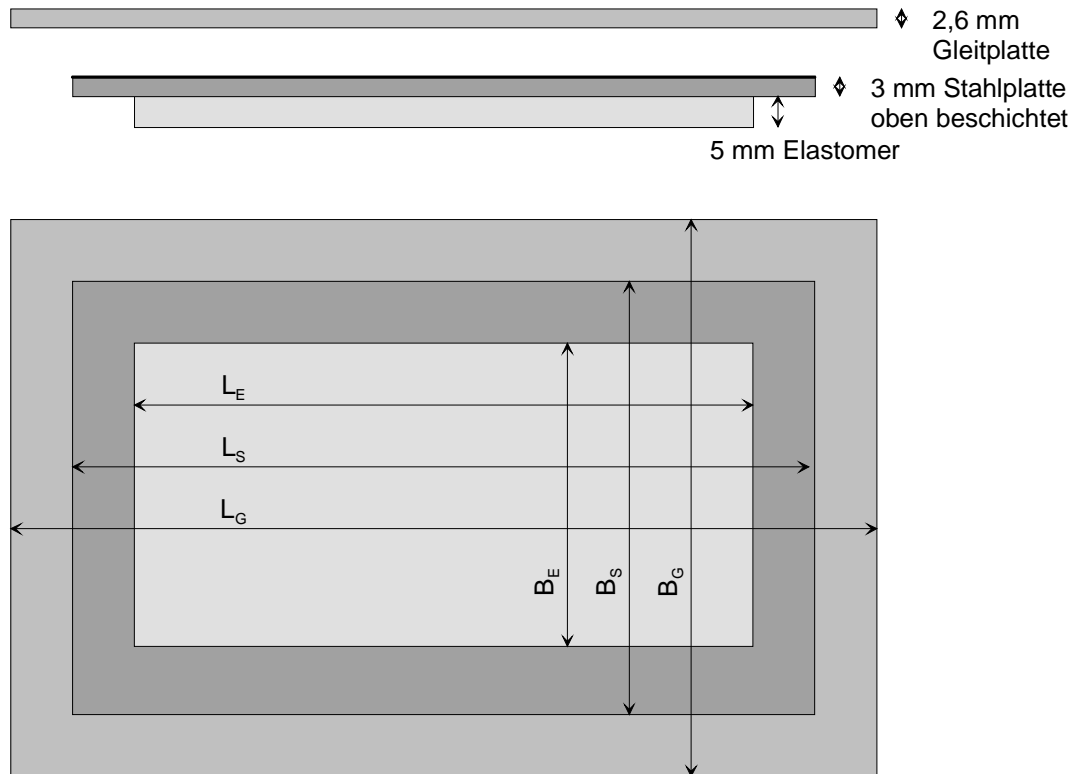 2,6 mm
Gleitplatte
3 mm Stahlplatte
oben beschichtet
5 mm Elastomer
L_E
L_S
L_G
B_E
B_S
B_G